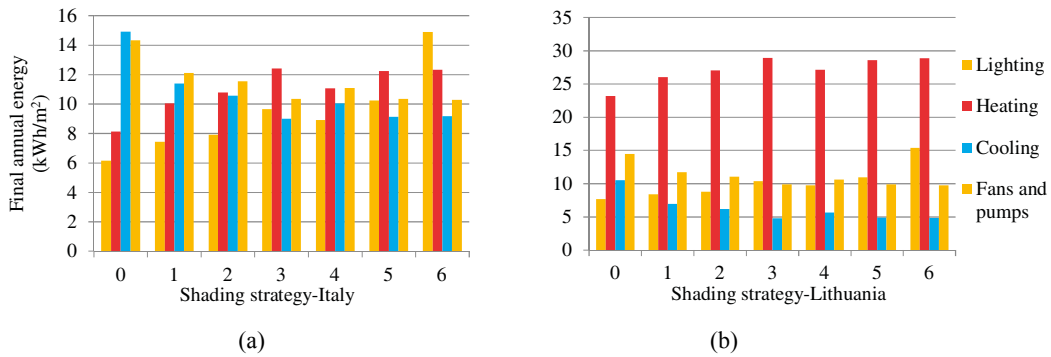 Final annual energy
(kWh/m²)
16
14
12
10
8
6
4
2
0
0 1 2 3 4 5 6
Shading strategy-Italy
(a)
35
30
25
20
15
10
5
0
0 1 2 3 4 5 6
Shading strategy-Lithuania
(b)
Lighting
Heating
Cooling
Fans and
pumps